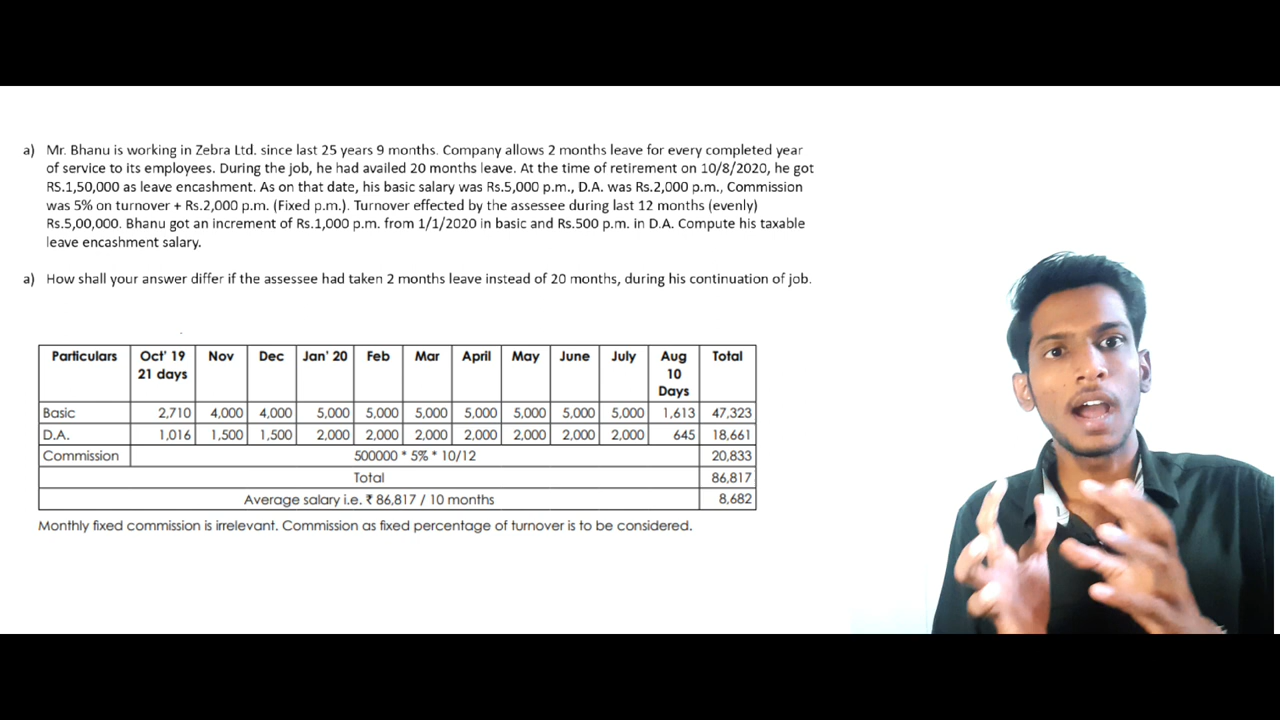 a) Mr. Bhanu is working in Zebra Ltd. since last 25 years 9 months. Company allows 2 months leave for every completed year
of service to its employees. During the job, he had availed 20 months leave. At the time of retirement on 10/8/2020, he got
RS.1,50,000 as leave encashment. As on that date, his basic salary was Rs.5,000 p.m., D.A. was Rs.2,000 p.m., Commission
was 5% on turnover + Rs.2,000 p.m. (Fixed p.m.). Turnover effected by the assessee during last 12 months (evenly)
Rs.5,00,000. Bhanu got an increment of Rs.1,000 p.m. from 1/1/2020 in basic and Rs.500 p.m. in D.A. Compute his taxable
leave encashment salary.
a) How shall your answer differ if the assessee had taken 2 months leave instead of 20 months, during his continuation of job.
Particulars Oct' 19 Nov Dec Jan' 20 Feb Mar April May June July Aug Total
21 days 10
Days
Basic 2,710 4,000 4,000 5,000 5,000 5,000 5,000 5,000 5,000 5,000 1,613 47,323
D.A. 1,016 1,500 1,500 2,000 2,000 2,000 2,000 2,000 2,000 2,000 645 18,661
Commission 500000 * 5% * 10/12 20,833
Total 86,817
Average salary i.e. ₹ 86,817 / 10 months 8,682
Monthly fixed commission is irrelevant. Commission as fixed percentage of turnover is to be considered.